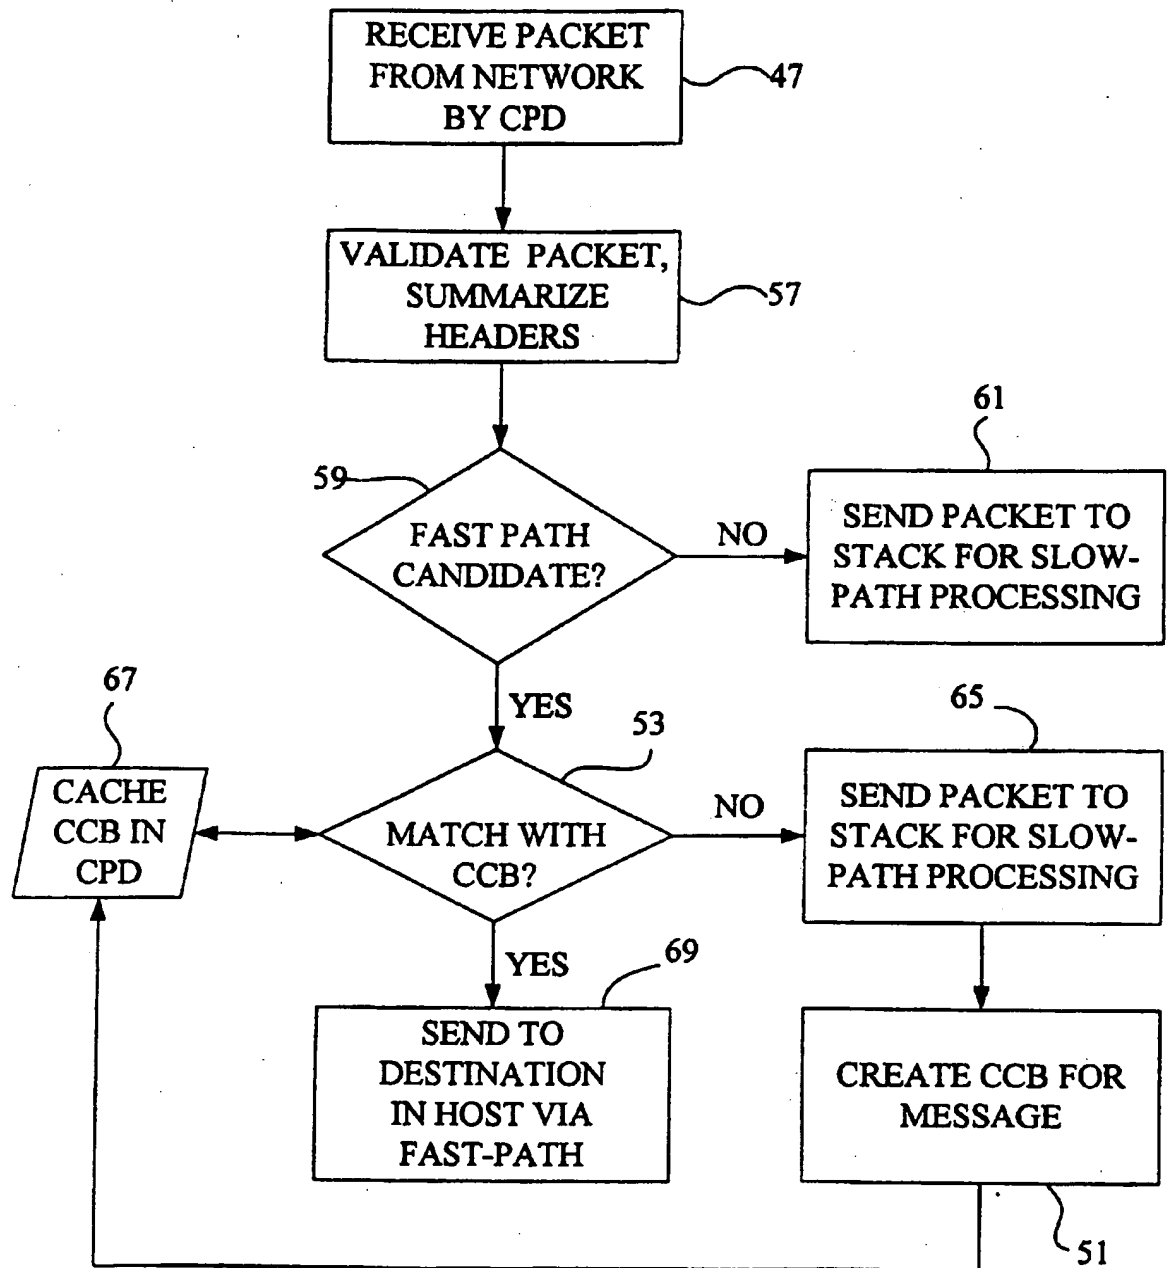 RECEIVE PACKET
FROM NETWORK
BY CPD
47
VALIDATE PACKET,
SUMMARIZE
HEADERS
57
59
FAST PATH
CANDIDATE?
NO
61
SEND PACKET TO
STACK FOR SLOW-
PATH PROCESSING
YES
67
CACHE
CCB IN
CPD
53
MATCH WITH
CCB?
NO
65
SEND PACKET TO
STACK FOR SLOW-
PATH PROCESSING
YES
69
SEND TO
DESTINATION
IN HOST VIA
FAST-PATH
CREATE CCB FOR
MESSAGE
51